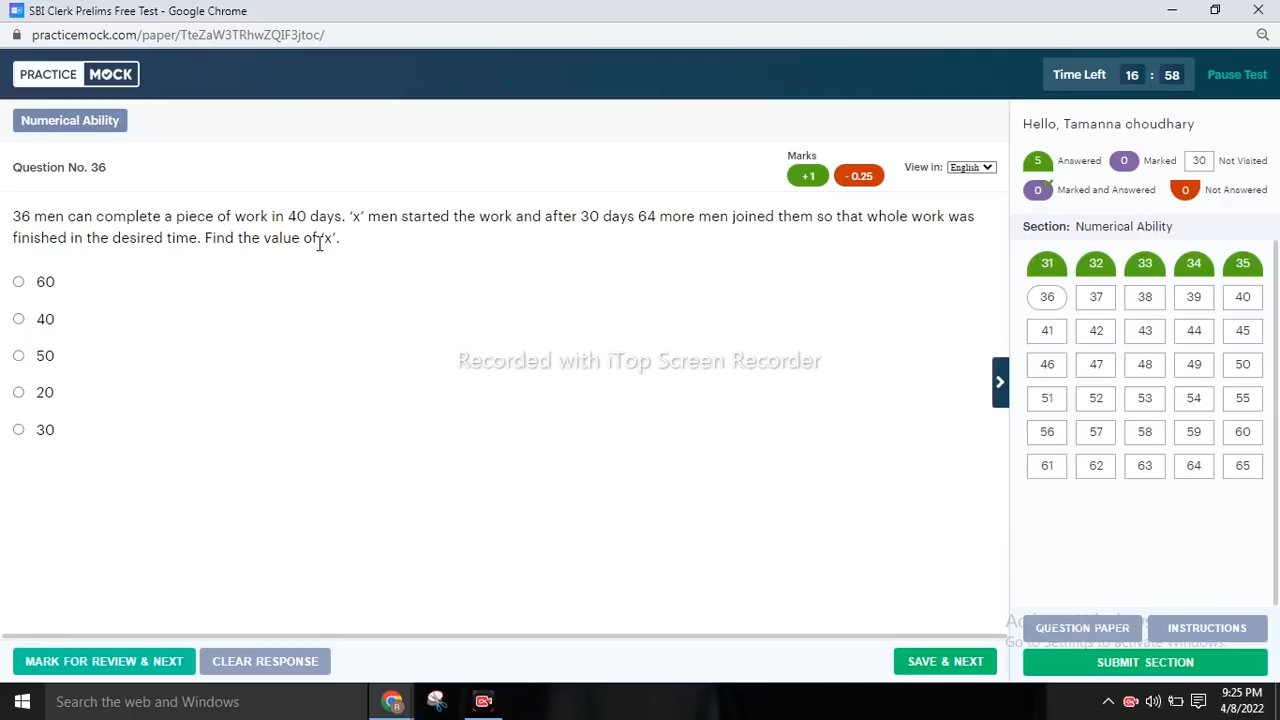 SBI Clerk Prelims Free Test - Google Chrome
practicemock.com/paper/TteZaW3TRhwZQIF3jtoc/
PRACTICE MOCK
Time Left 16 : 58 Pause Test
Numerical Ability
Hello, Tamanna choudhary
Question No. 36
Marks
+ 1 - 0.25
View in: English
5 Answered 0 Marked 30 Not Visited
0 Marked and Answered 0 Not Answered
36 men can complete a piece of work in 40 days. ‘x’ men started the work and after 30 days 64 more men joined them so that whole work was
finished in the desired time. Find the value of ‘x’.
Section: Numerical Ability
60
40
50
20
30
31 32 33 34 35
36 37 38 39 40
41 42 43 44 45
46 47 48 49 50
51 52 53 54 55
56 57 58 59 60
61 62 63 64 65
Recorded with iTop Screen Recorder
Go to Settings to activate Windows.
QUESTION PAPER INSTRUCTIONS
MARK FOR REVIEW & NEXT CLEAR RESPONSE SAVE & NEXT SUBMIT SECTION
Search the web and Windows
9:25 PM
4/8/2022